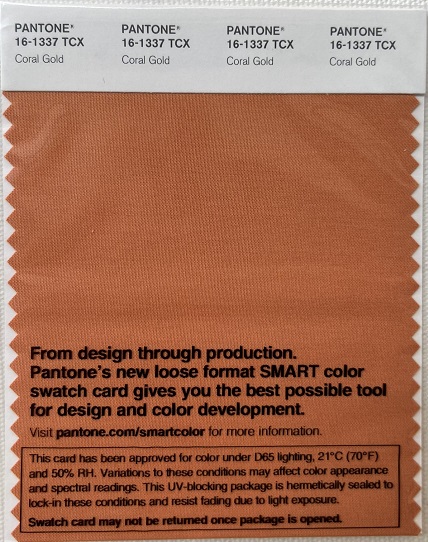 PANTONE® PANTONE® PANTONE® PANTONE®
16-1337 TCX 16-1337 TCX 16-1337 TCX 16-1337 TCX
Coral Gold Coral Gold Coral Gold Coral Gold
From design through production.
Pantone's new loose format SMART color
swatch card gives you the best possible tool
for design and color development.
Visit pantone.com/smartcolor for more information.
This card has been approved for color under D65 lighting, 21°C (70°F)
and 50% RH. Variations to these conditions may affect color appearance
and spectral readings. This UV-blocking package is hermetically sealed to
lock-in these conditions and resist fading due to light exposure.
Swatch card may not be returned once package is opened.